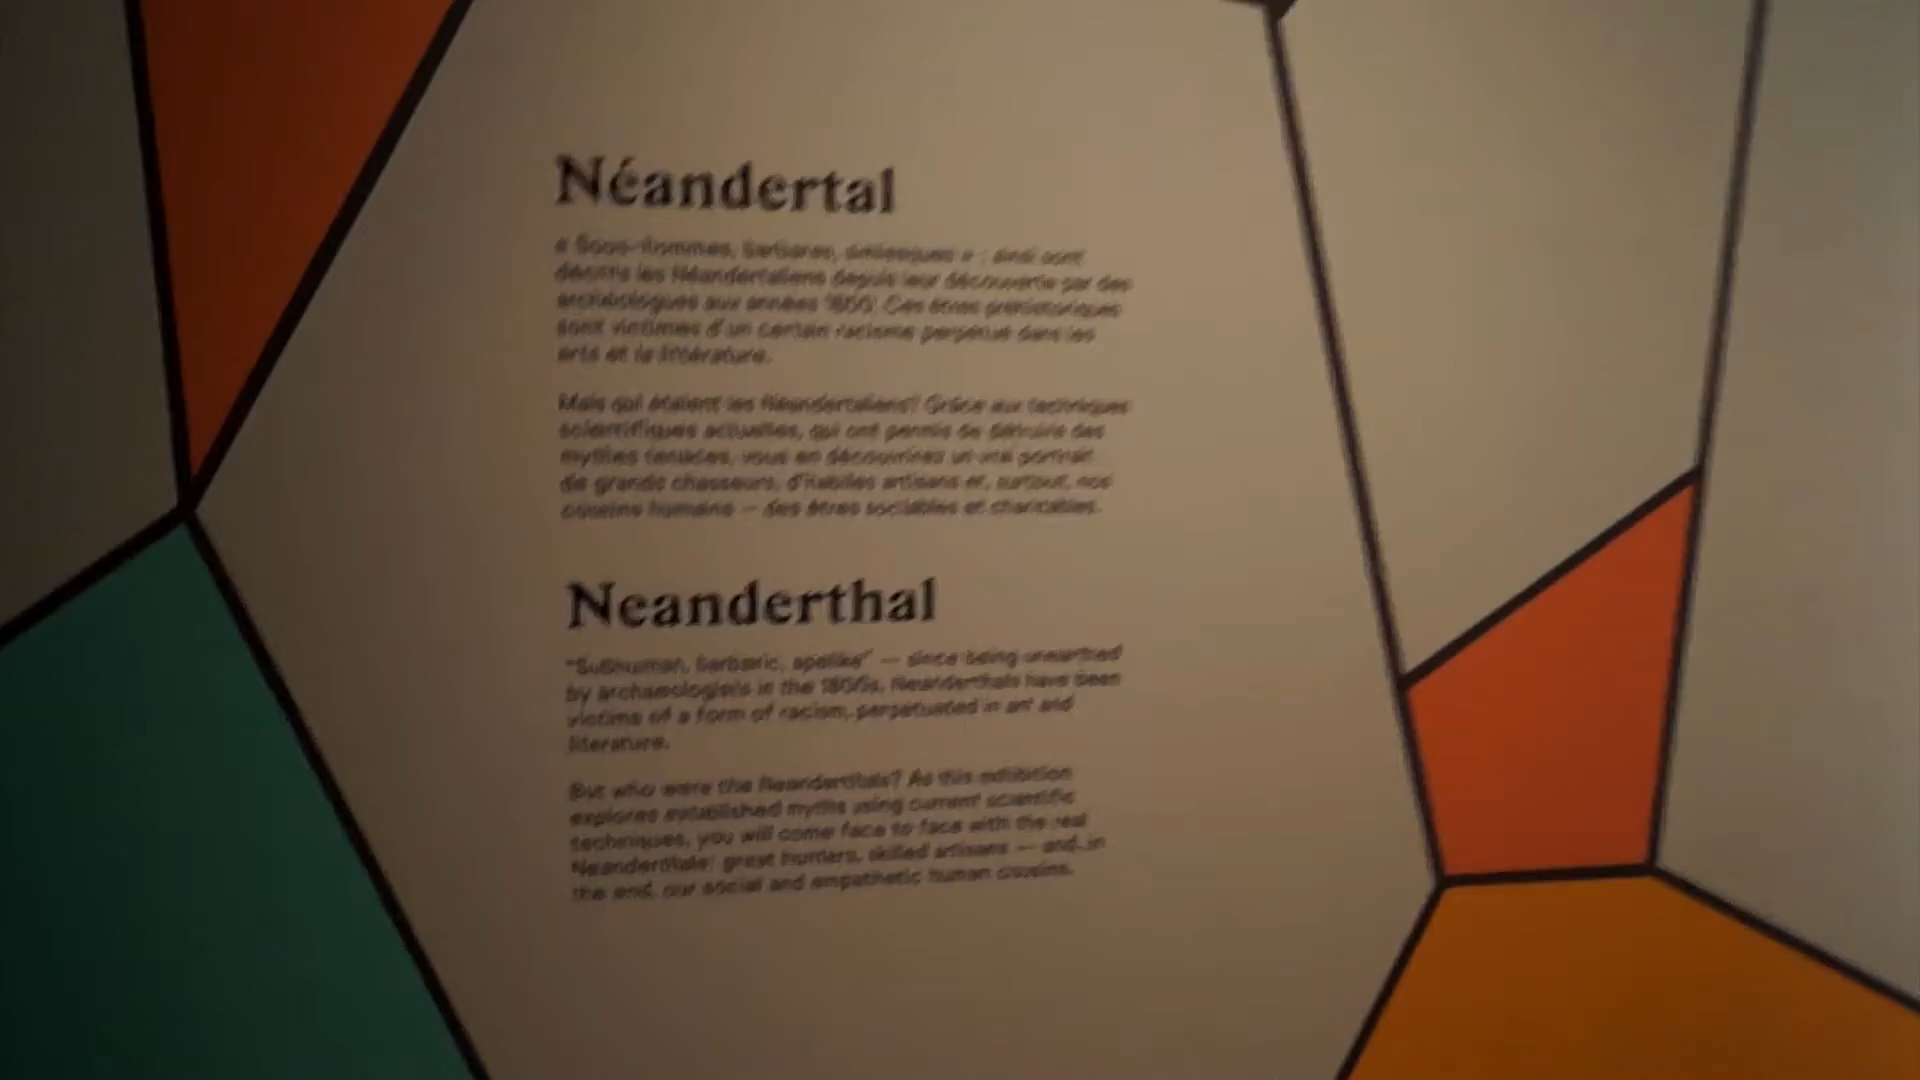 Néandertal
« Sous-Hommes, barbares, simiesques » : ainsi sont
décrits les Néandertaliens depuis leur découverte par des
archéologues aux années 1800. Ces êtres préhistoriques
sont victimes d'un certain racisme perpétué dans les
arts et la littérature.
Mais qui étaient les Néandertaliens? Grâce aux techniques
scientifiques actuelles, qui ont permis de détruire des
mythes tenaces, vous en découvrirez un vrai portrait:
de grands chasseurs, d'habiles artisans et, surtout, nos
cousins humains — des êtres sociables et charitables.
Neanderthal
"Subhuman, barbaric, apelike" — since being unearthed
by archaeologists in the 1800s, Neanderthals have been
victims of a form of racism, perpetuated in art and
literature.
But who were the Neanderthals? As this exhibition
explores established myths using current scientific
techniques, you will come face to face with the real
Neanderthals: great hunters, skilled artisans — and, in
the end, our social and empathetic human cousins.